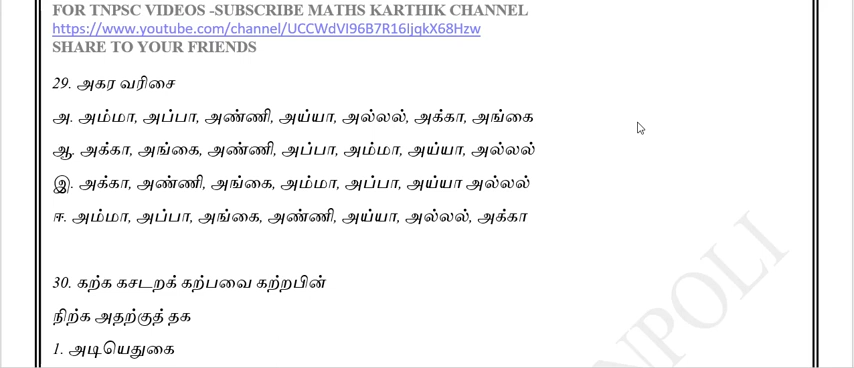 FOR TNPSC VIDEOS -SUBSCRIBE MATHS KARTHIK CHANNEL
https://www.youtube.com/channel/UCCWdVI96B7R16IjqkX68Hzw
SHARE TO YOUR FRIENDS
29. அகர வரிசை
அ. அம்மா, அப்பா, அண்ணி, அய்யா, அல்லல், அக்கா, அங்கை
ஆ. அக்கா, அங்கை, அண்ணி, அப்பா, அம்மா, அய்யா, அல்லல்
இ. அக்கா, அண்ணி, அங்கை, அம்மா, அப்பா, அய்யா அல்லல்
ஈ. அம்மா, அப்பா, அங்கை, அண்ணி, அய்யா, அல்லல், அக்கா
30. கற்க கசடறக் கற்பவை கற்றபின்
நிற்க அதற்குத் தக
1. அடியெதுகை